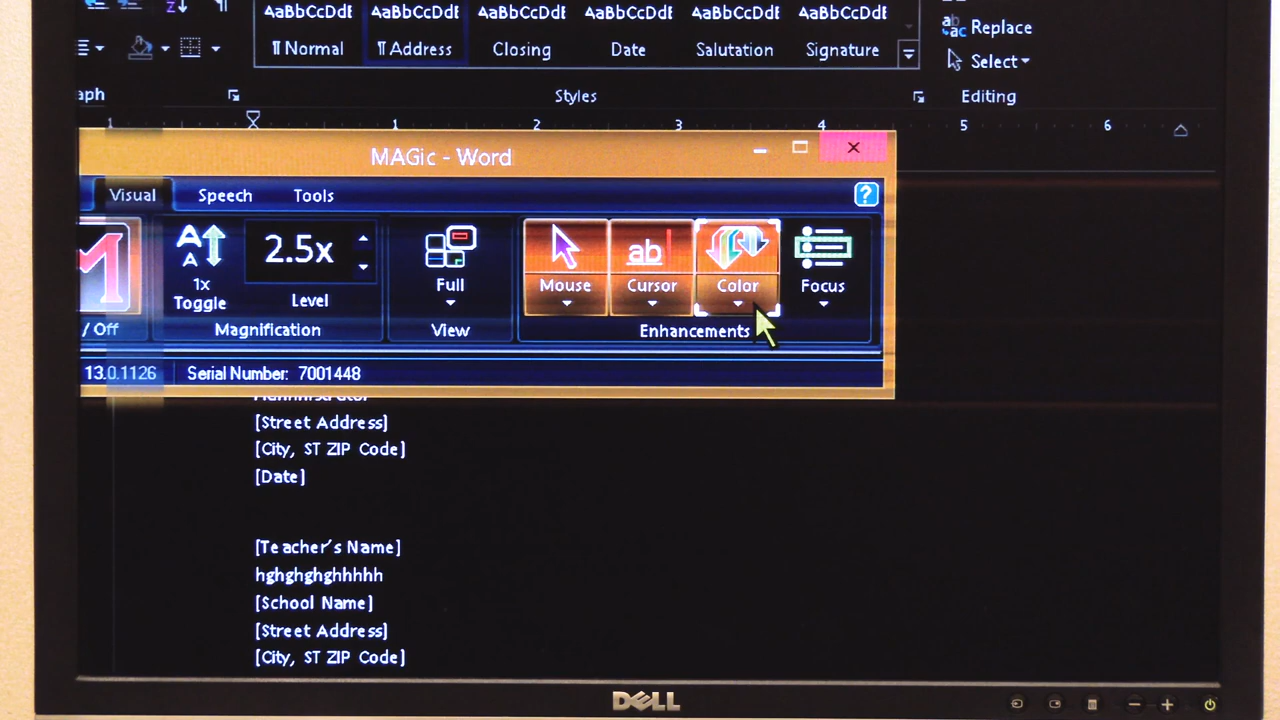 AaBbCcDdE AaBbCcDdE AaBbCcDdE AaBbCcDdE AaBbCcDdE AaBbCcDdE
¶ Normal ¶ Address Closing Date Salutation Signature
Replace
Select
aph Styles Editing
1 1 2 3 4 5 6
MAGic - Word
Visual Speech Tools
1x Toggle
2.5x
Level
/ Off Magnification
Full
View
Mouse Cursor Color Focus
Enhancements
13.0.1126 Serial Number: 7001448
[Street Address]
[City, ST ZIP Code]
[Date]
[Teacher's Name]
hghghghghhhhh
[School Name]
[Street Address]
[City, ST ZIP Code]
DELL